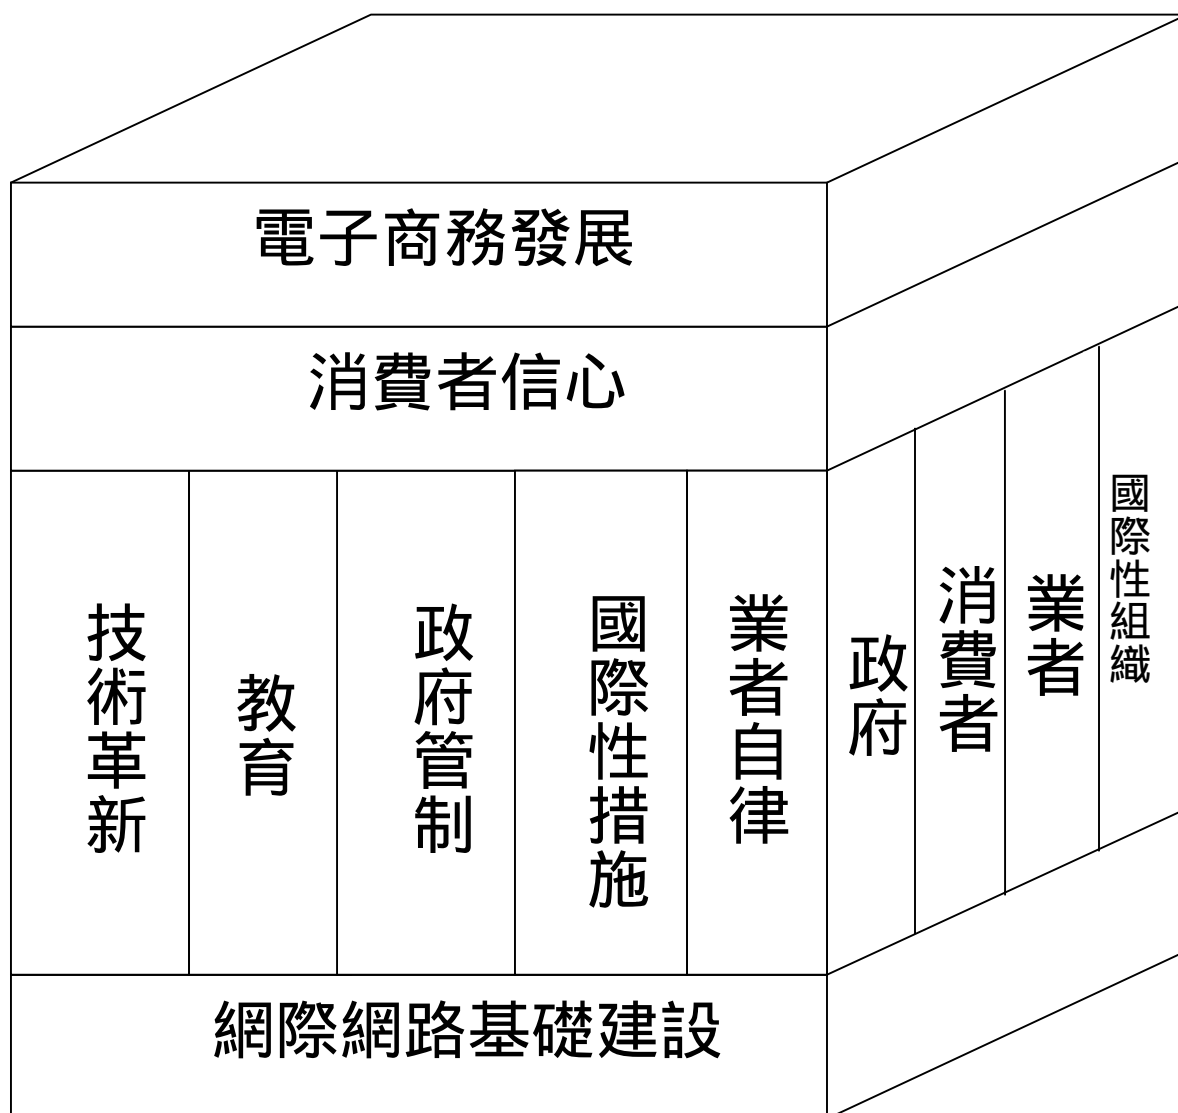 電子商務發展
消費者信心
技術革新
教育
政府管制
國際性措施
業者自律
政府
消費者
業者
國際性組織
網際網路基礎建設